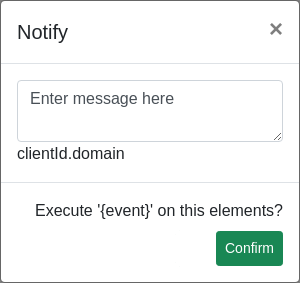 Notify ×
Enter message here
clientId.domain
Execute '{event}' on this elements?
Confirm